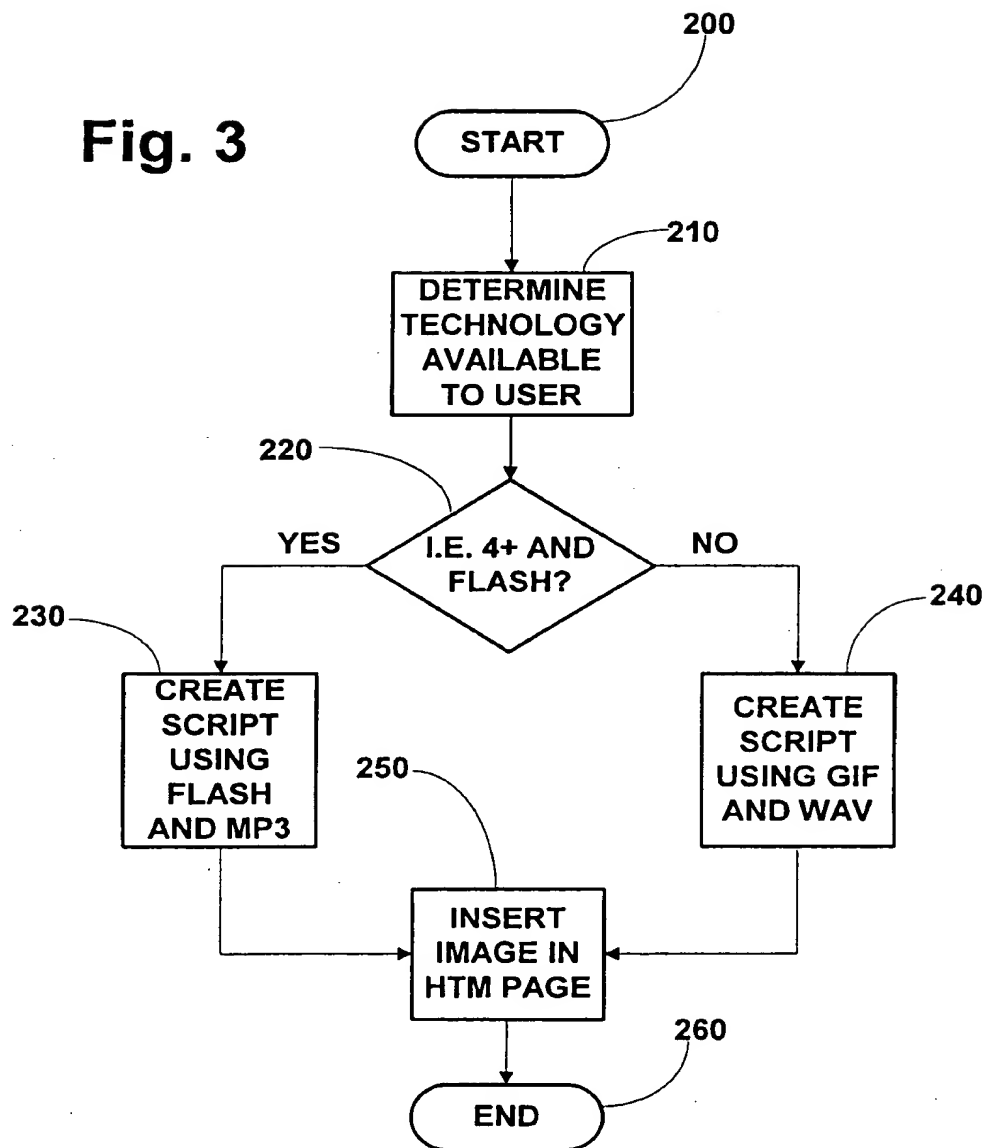 200
Fig. 3
START
210
DETERMINE
TECHNOLOGY
AVAILABLE
TO USER
220
YES
I.E. 4+ AND
FLASH?
NO
230
240
CREATE
SCRIPT
USING
FLASH
AND MP3
CREATE
SCRIPT
USING GIF
AND WAV
250
INSERT
IMAGE IN
HTM PAGE
260
END